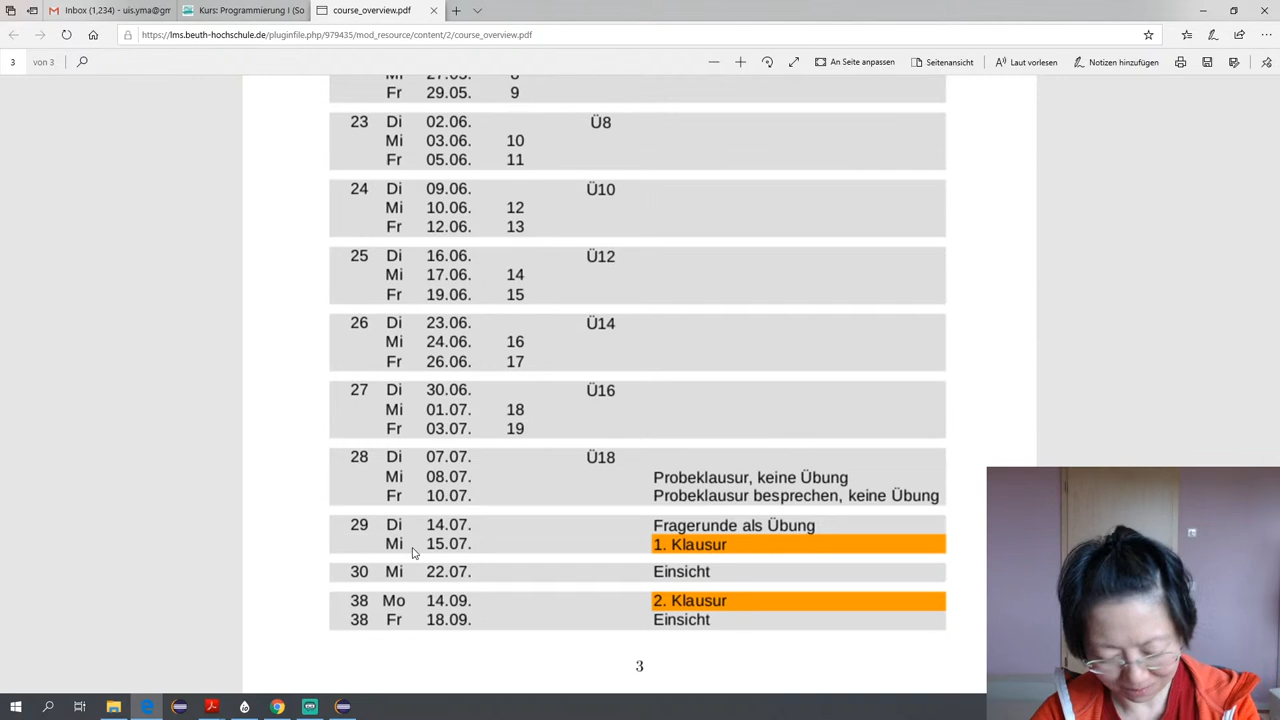 Inbox (1,234) - uis.yma@gm
Kurs: Programmierung I (So
course_overview.pdf
https://lms.beuth-hochschule.de/pluginfile.php/979435/mod_resource/content/2/course_overview.pdf
3 von 3
An Seite anpassen
Seitenansicht
Laut vorlesen
Notizen hinzufügen
Mi 27.05. 8
Fr 29.05. 9
23 Di 02.06. Ü8
Mi 03.06. 10
Fr 05.06. 11
24 Di 09.06. Ü10
Mi 10.06. 12
Fr 12.06. 13
25 Di 16.06. Ü12
Mi 17.06. 14
Fr 19.06. 15
26 Di 23.06. Ü14
Mi 24.06. 16
Fr 26.06. 17
27 Di 30.06. Ü16
Mi 01.07. 18
Fr 03.07. 19
28 Di 07.07. Ü18
Mi 08.07. Probeklausur, keine Übung
Fr 10.07. Probeklausur besprechen, keine Übung
29 Di 14.07. Fragerunde als Übung
Mi 15.07. 1. Klausur
30 Mi 22.07. Einsicht
38 Mo 14.09. 2. Klausur
38 Fr 18.09. Einsicht
3